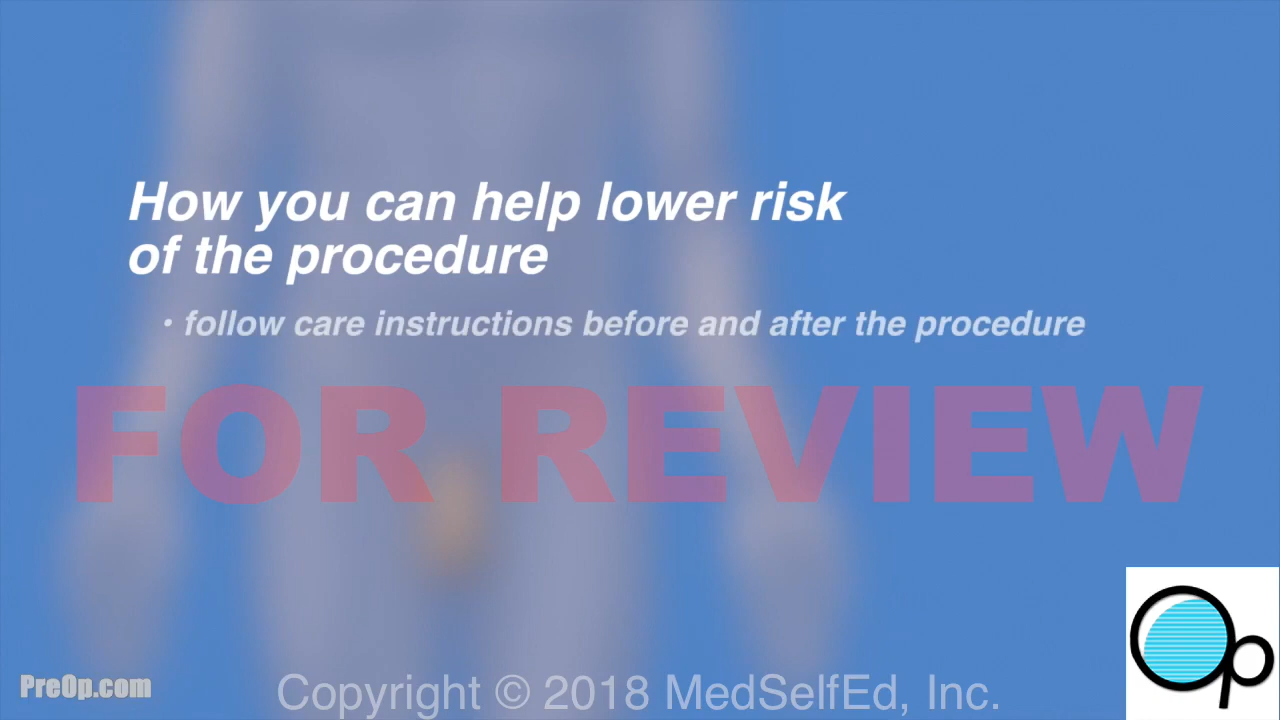 How you can help lower risk
of the procedure
• follow care instructions before and after the procedure
FOR REVIEW
PreOp.com
Copyright © 2018 MedSelfEd, Inc.
Op